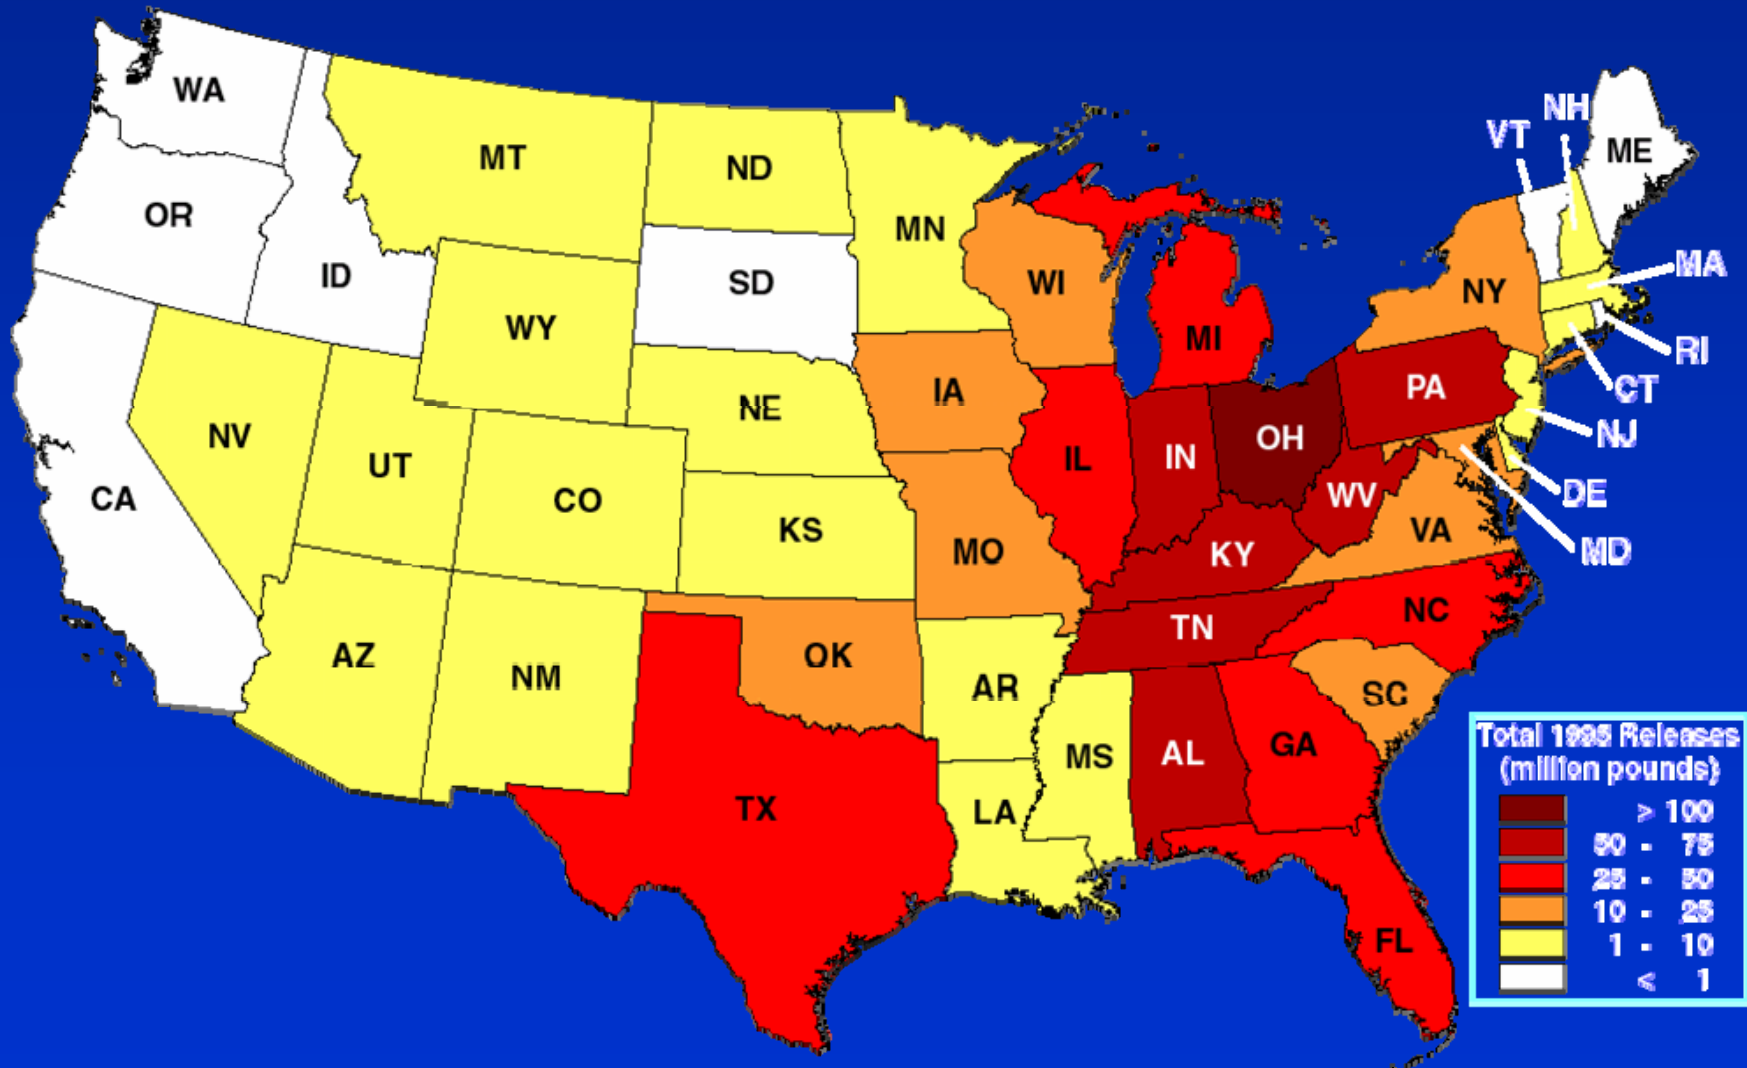 WA
MT
ND
MN
OR
ID
SD
WY
WI
MI
VT
NH
ME
NY
MA
RI
CT
NJ
DE
MD
PA
NV
UT
CO
NE
IA
IL
IN
OH
WV
VA
CA
KS
MO
KY
AZ
NM
OK
AR
TN
NC
SC
TX
LA
MS
AL
GA
FL
Total 1995 Releases
(million pounds)
> 100
50 - 75
25 - 50
10 - 25
1 - 10
< 1